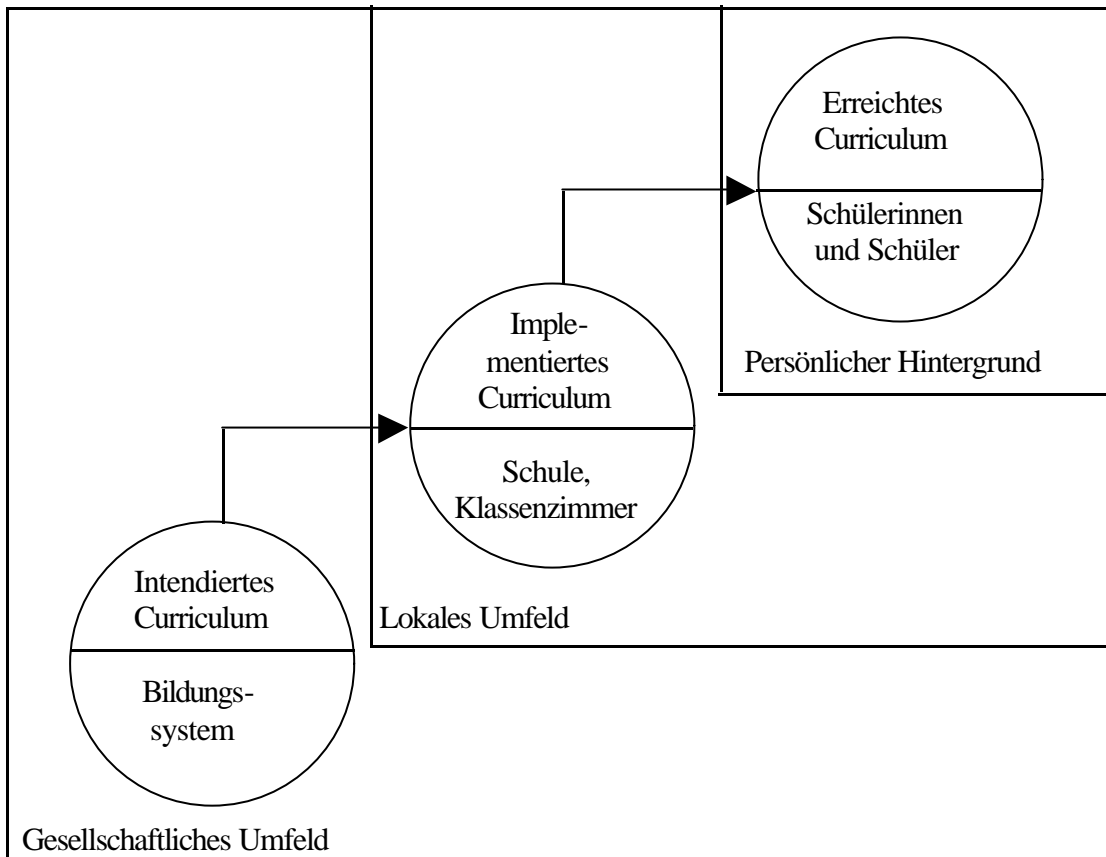 Erreichtes
Curriculum
Schülerinnen
und Schüler
Persönlicher Hintergrund
Imple-
mentiertes
Curriculum
Schule,
Klassenzimmer
Lokales Umfeld
Intendiertes
Curriculum
Bildungs-
system
Gesellschaftliches Umfeld